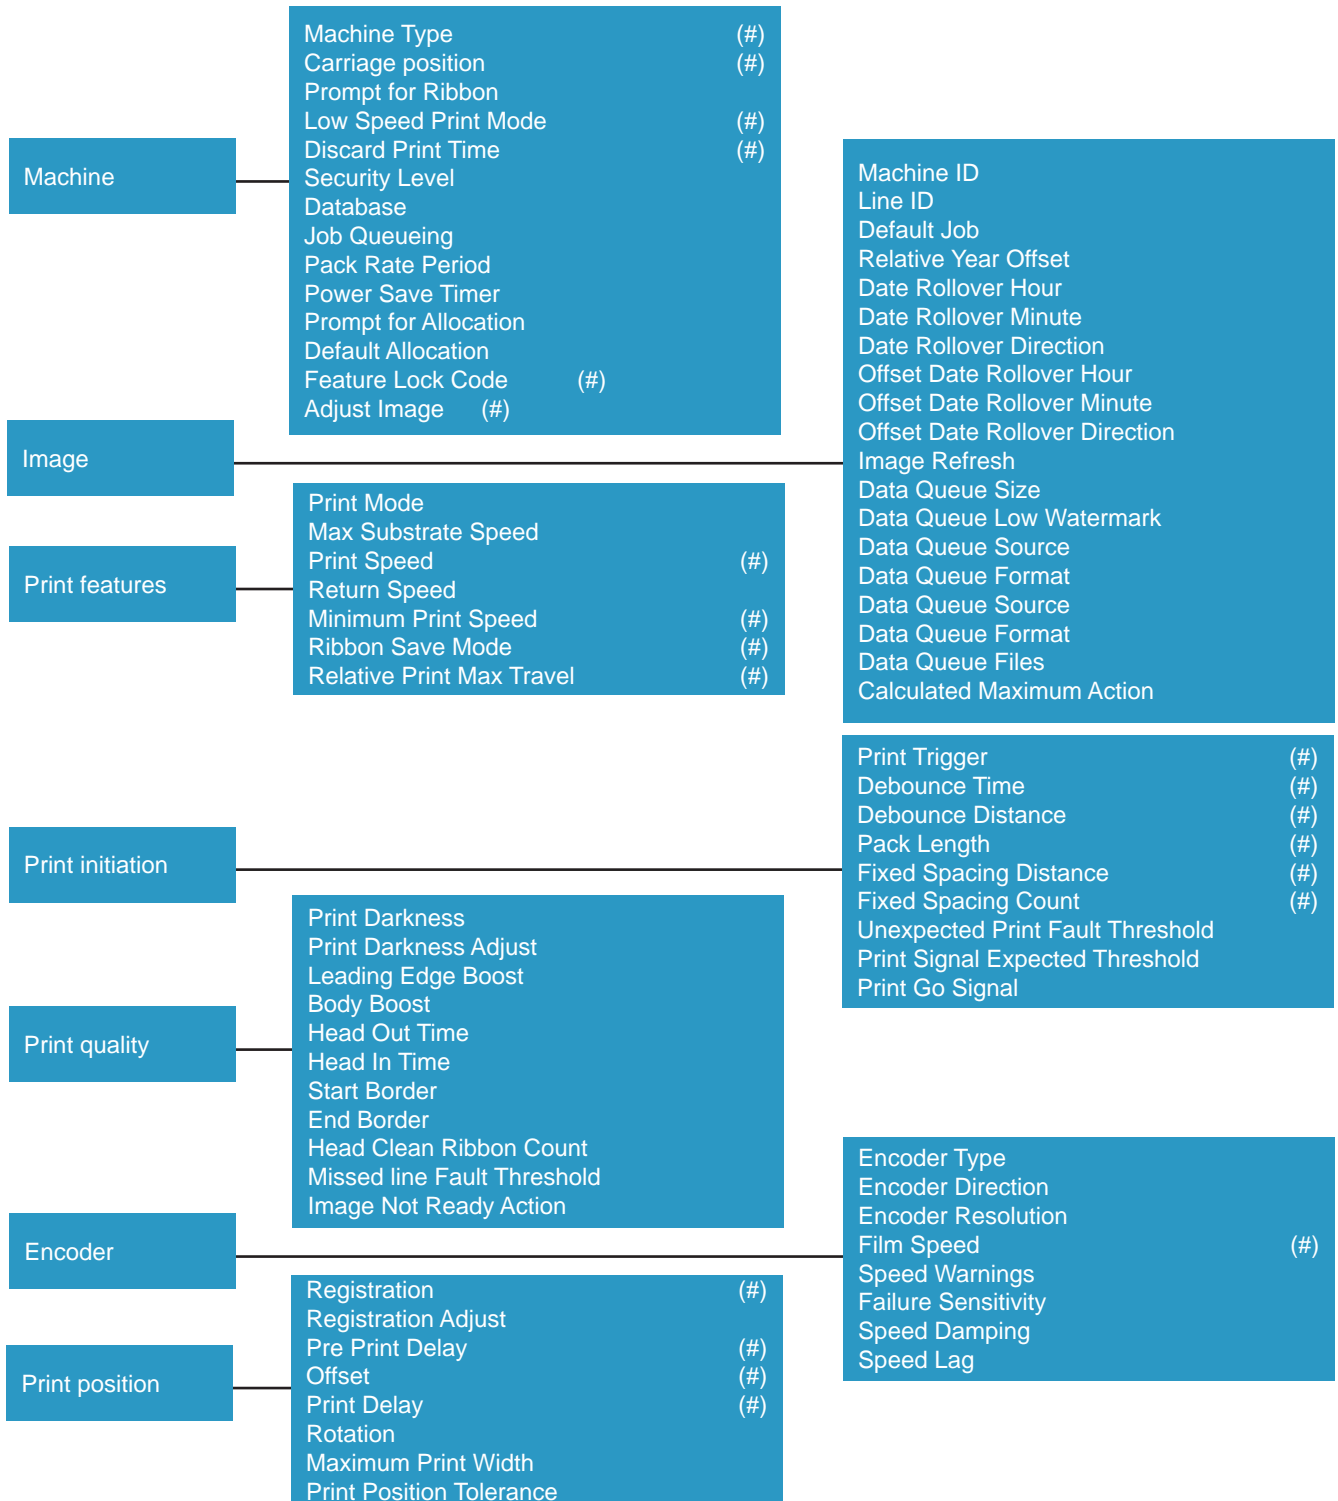 Machine
Machine Type (#)
Carriage position (#)
Prompt for Ribbon
Low Speed Print Mode (#)
Discard Print Time (#)
Security Level
Database
Job Queueing
Pack Rate Period
Power Save Timer
Prompt for Allocation
Default Allocation
Feature Lock Code (#)
Adjust Image (#)
Image
Machine ID
Line ID
Default Job
Relative Year Offset
Date Rollover Hour
Date Rollover Minute
Date Rollover Direction
Offset Date Rollover Hour
Offset Date Rollover Minute
Offset Date Rollover Direction
Image Refresh
Data Queue Size
Data Queue Low Watermark
Data Queue Source
Data Queue Format
Data Queue Source
Data Queue Format
Data Queue Files
Calculated Maximum Action
Print features
Print Mode
Max Substrate Speed
Print Speed (#)
Return Speed
Minimum Print Speed (#)
Ribbon Save Mode (#)
Relative Print Max Travel (#)
Print initiation
Print Trigger (#)
Debounce Time (#)
Debounce Distance (#)
Pack Length (#)
Fixed Spacing Distance (#)
Fixed Spacing Count (#)
Unexpected Print Fault Threshold
Print Signal Expected Threshold
Print Go Signal
Print quality
Print Darkness
Print Darkness Adjust
Leading Edge Boost
Body Boost
Head Out Time
Head In Time
Start Border
End Border
Head Clean Ribbon Count
Missed line Fault Threshold
Image Not Ready Action
Encoder
Encoder Type
Encoder Direction
Encoder Resolution
Film Speed (#)
Speed Warnings
Failure Sensitivity
Speed Damping
Speed Lag
Print position
Registration (#)
Registration Adjust
Pre Print Delay (#)
Offset (#)
Print Delay (#)
Rotation
Maximum Print Width
Print Position Tolerance